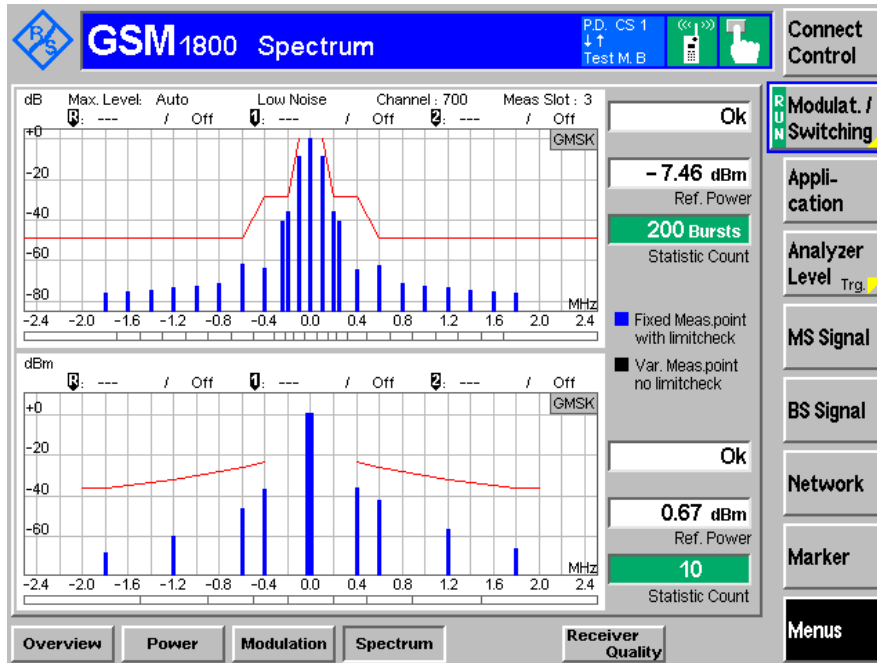 R&S
GSM 1800 Spectrum
P.D. CS 1
↓↑
Test M. B
Connect
Control
dB Max. Level: Auto Low Noise Channel : 700 Meas Slot : 3
R: --- / Off 1: --- / Off 2: --- / Off
GMSK
+0
-20
-40
-60
-80
MHz
-2.4 -2.0 -1.6 -1.2 -0.8 -0.4 0.0 0.4 0.8 1.2 1.6 2.0 2.4
Ok
-7.46 dBm
Ref. Power
200 Bursts
Statistic Count
Fixed Meas.point
with limitcheck
Var. Meas.point
no limitcheck
dBm
R: --- / Off 1: --- / Off 2: --- / Off
GMSK
+0
-20
-40
-60
MHz
-2.4 -2.0 -1.6 -1.2 -0.8 -0.4 0.0 0.4 0.8 1.2 1.6 2.0 2.4
Ok
0.67 dBm
Ref. Power
10
Statistic Count
RUN
Modulat. /
Switching
Appli-
cation
Analyzer
Level Trg.
MS Signal
BS Signal
Network
Marker
Menus
Overview Power Modulation Spectrum Receiver
Quality